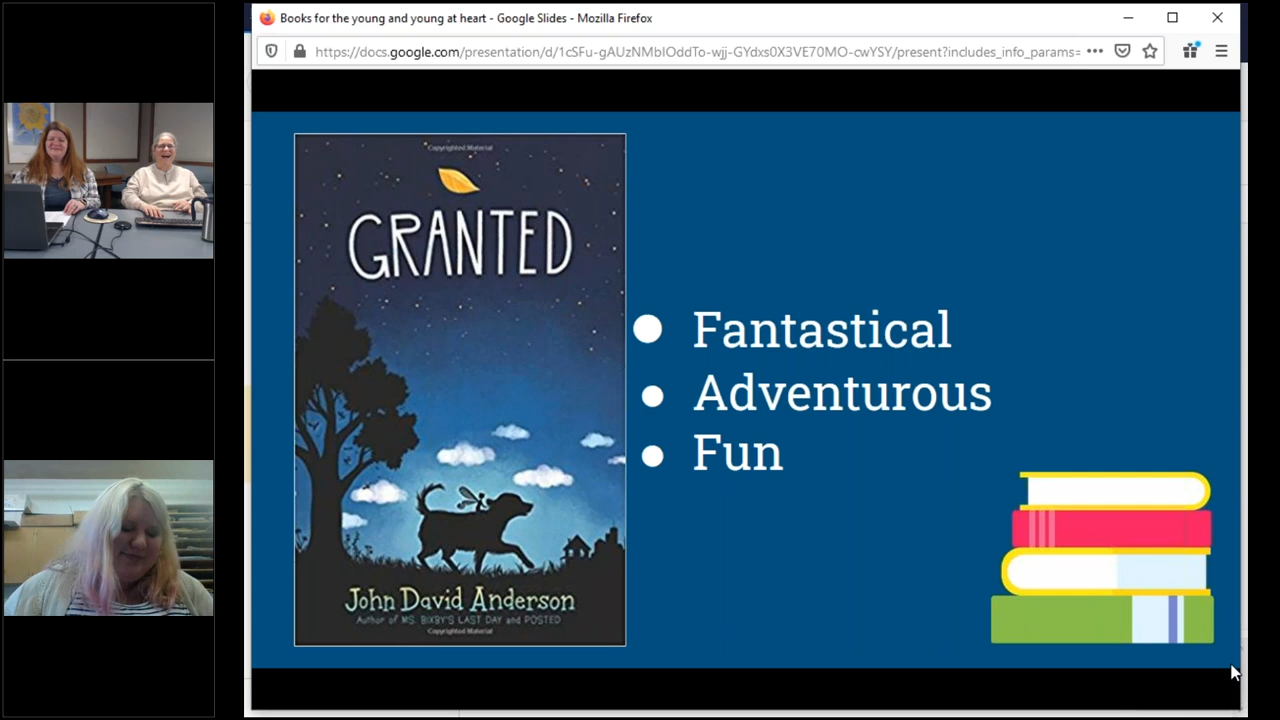 Books for the young and young at heart - Google Slides - Mozilla Firefox
https://docs.google.com/presentation/d/1cSFu-gAUzNMbIOddTo-wjj-GYdxs0X3VE70MO-cwYSY/present?includes_info_params=
Copyrighted Material
GRANTED
John David Anderson
Author of MS. BIXBY'S LAST DAY and POSTED
Copyrighted Material
• Fantastical
• Adventurous
• Fun